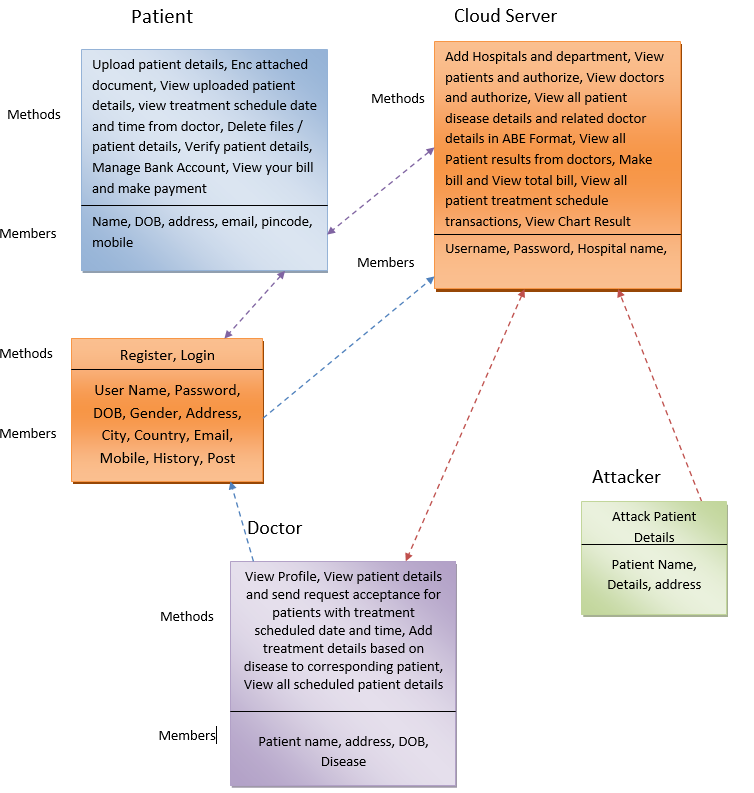 Patient
Cloud Server
Methods
Upload patient details, Enc attached
document, View uploaded patient
details, view treatment schedule date
and time from doctor, Delete files /
patient details, Verify patient details,
Manage Bank Account, View your bill
and make payment
Members
Name, DOB, address, email, pincode,
mobile
Methods
Add Hospitals and department, View
patients and authorize, View doctors
and authorize, View all patient
disease details and related doctor
details in ABE Format, View all
Patient results from doctors, Make
bill and View total bill, View all
patient treatment schedule
transactions, View Chart Result
Members
Username, Password, Hospital name,
Methods
Register, Login
Members
User Name, Password,
DOB, Gender, Address,
City, Country, Email,
Mobile, History, Post
Attacker
Attack Patient
Details
Patient Name,
Details, address
Doctor
Methods
View Profile, View patient details
and send request acceptance for
patients with treatment
scheduled date and time, Add
treatment details based on
disease to corresponding patient,
View all scheduled patient details
Members
Patient name, address, DOB,
Disease